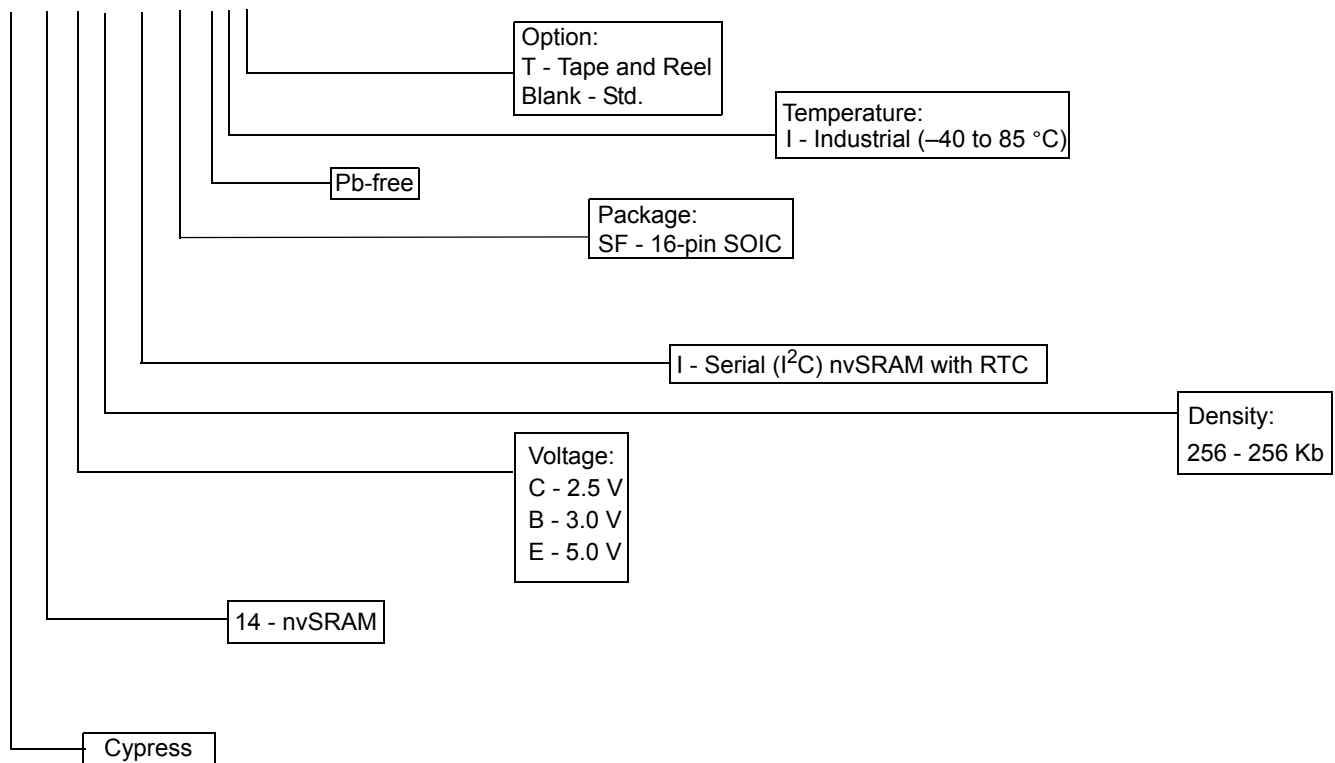 Option:
T - Tape and Reel
Blank - Std.
Temperature:
I - Industrial (–40 to 85 °C)
Pb-free
Package:
SF - 16-pin SOIC
I - Serial (I²C) nvSRAM with RTC
Density:
256 - 256 Kb
Voltage:
C - 2.5 V
B - 3.0 V
E - 5.0 V
14 - nvSRAM
Cypress